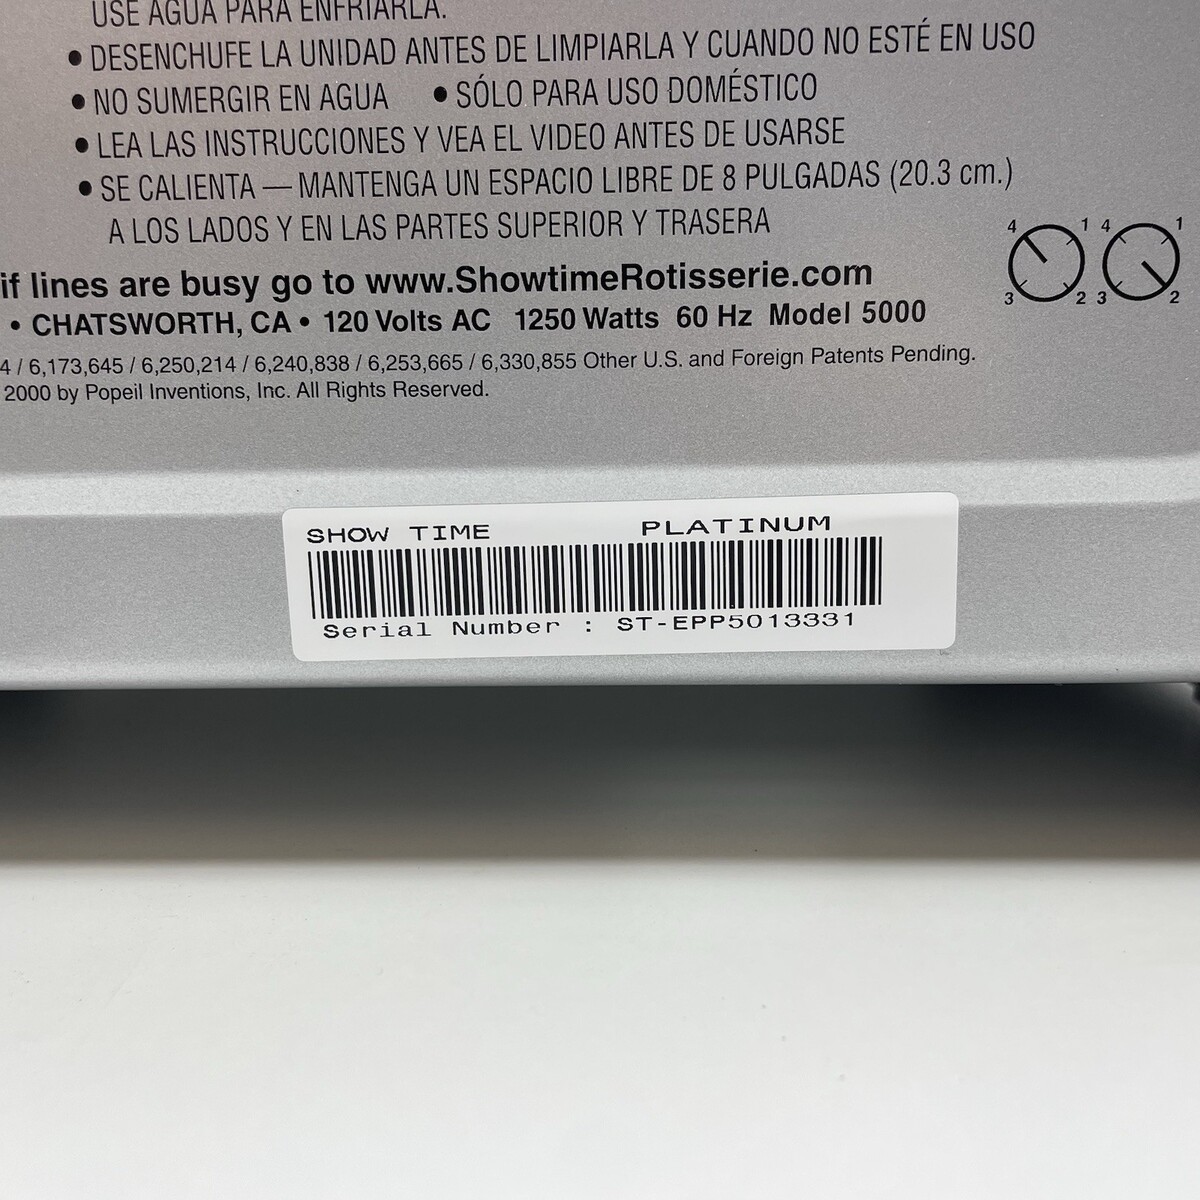 USE AGUA PARA ENFRIARLA.
• DESENCHUFE LA UNIDAD ANTES DE LIMPIARLA Y CUANDO NO ESTÉ EN USO
• NO SUMERGIR EN AGUA • SÓLO PARA USO DOMÉSTICO
• LEA LAS INSTRUCCIONES Y VEA EL VIDEO ANTES DE USARSE
• SE CALIENTA — MANTENGA UN ESPACIO LIBRE DE 8 PULGADAS (20.3 cm.)
A LOS LADOS Y EN LAS PARTES SUPERIOR Y TRASERA
4 1 4 1
3 2 3 2
if lines are busy go to www.ShowtimeRotisserie.com
• CHATSWORTH, CA • 120 Volts AC 1250 Watts 60 Hz Model 5000
4 / 6,173,645 / 6,250,214 / 6,240,838 / 6,253,665 / 6,330,855 Other U.S. and Foreign Patents Pending.
2000 by Popeil Inventions, Inc. All Rights Reserved.
SHOW TIME PLATINUM
Serial Number : ST-EPP5013331